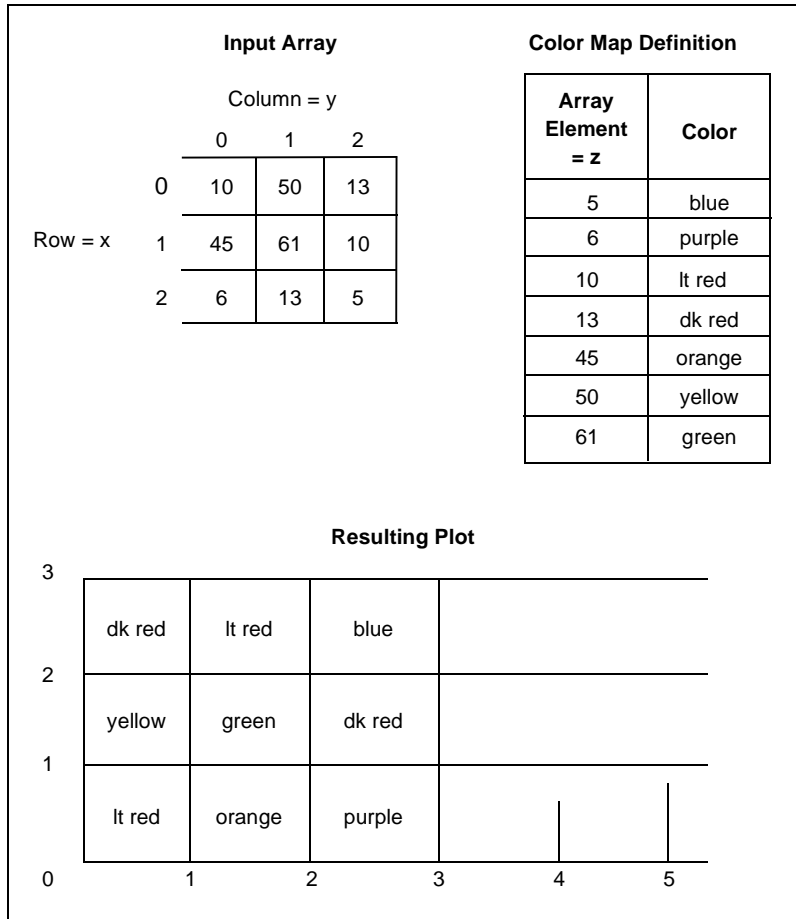 Input Array
Column = y
0 1 2
0 10 50 13
Row = x 1 45 61 10
2 6 13 5
Color Map Definition
Array Element = z Color
5 blue
6 purple
10 lt red
13 dk red
45 orange
50 yellow
61 green
Resulting Plot
3
dk red lt red blue
2
yellow green dk red
1
lt red orange purple
0 1 2 3 4 5